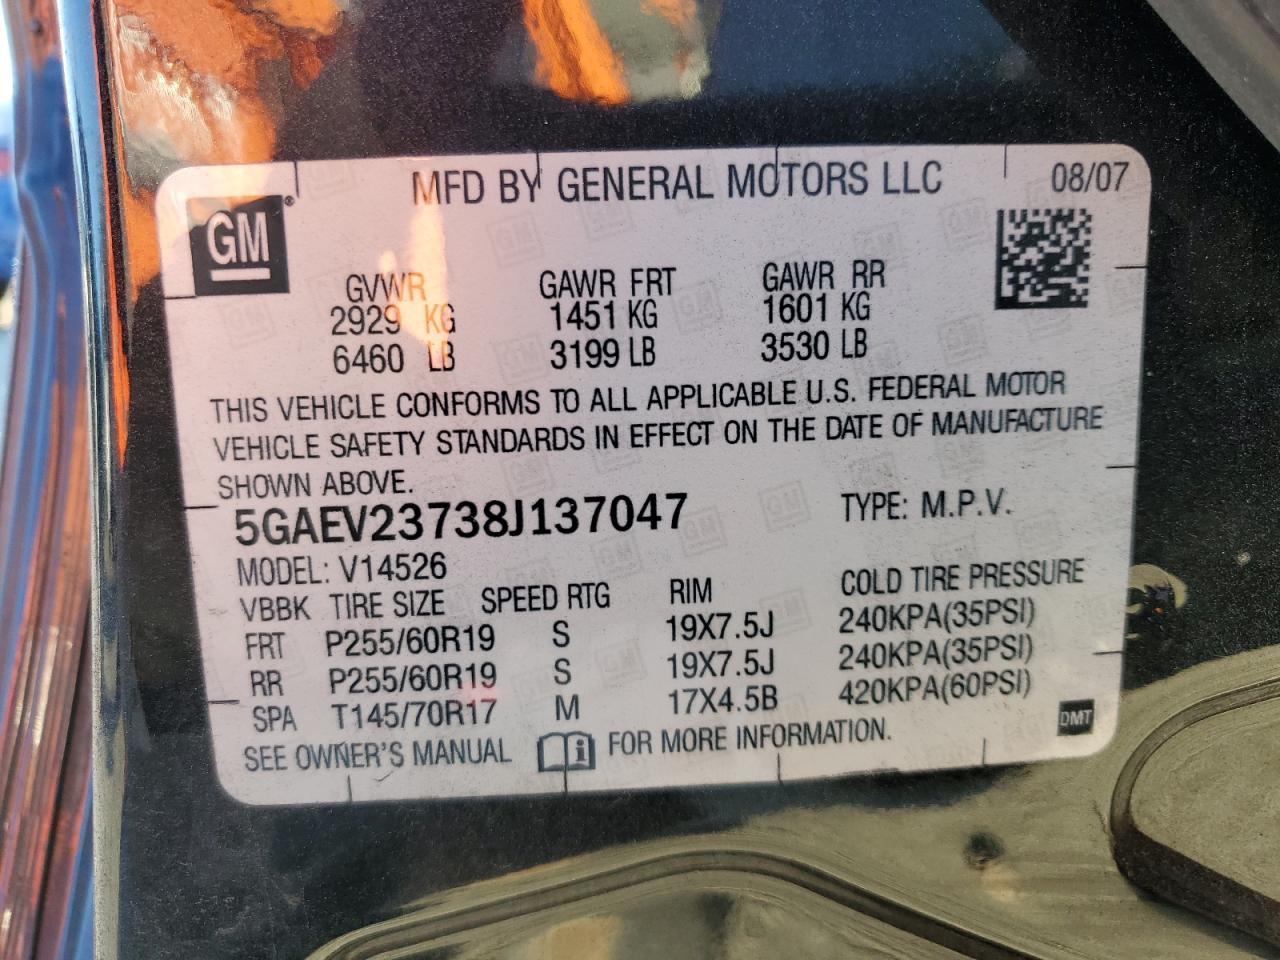 MFD BY GENERAL MOTORS LLC 08/07
GM®
GVWR GAWR FRT GAWR RR
2929 KG 1451 KG 1601 KG
6460 LB 3199 LB 3530 LB
THIS VEHICLE CONFORMS TO ALL APPLICABLE U.S. FEDERAL MOTOR
VEHICLE SAFETY STANDARDS IN EFFECT ON THE DATE OF MANUFACTURE
SHOWN ABOVE.
5GAEV23738J137047 TYPE: M.P.V.
MODEL: V14526
VBBK TIRE SIZE SPEED RTG RIM COLD TIRE PRESSURE
FRT P255/60R19 S 19X7.5J 240KPA(35PSI)
RR P255/60R19 S 19X7.5J 240KPA(35PSI)
SPA T145/70R17 M 17X4.5B 420KPA(60PSI)
SEE OWNER'S MANUAL i FOR MORE INFORMATION.
DMT